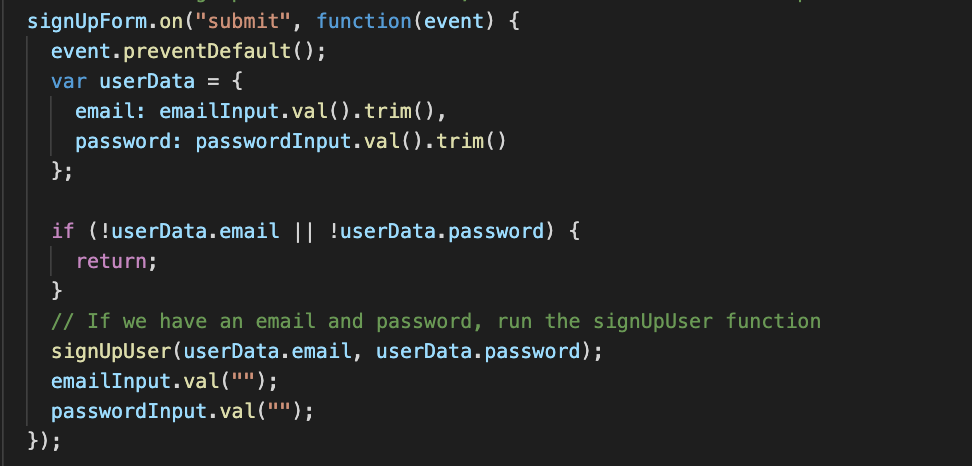 signUpForm.on("submit", function(event) {
  event.preventDefault();
  var userData = {
    email: emailInput.val().trim(),
    password: passwordInput.val().trim()
  };

  if (!userData.email || !userData.password) {
    return;
  }
  // If we have an email and password, run the signUpUser function
  signUpUser(userData.email, userData.password);
  emailInput.val("");
  passwordInput.val("");
});